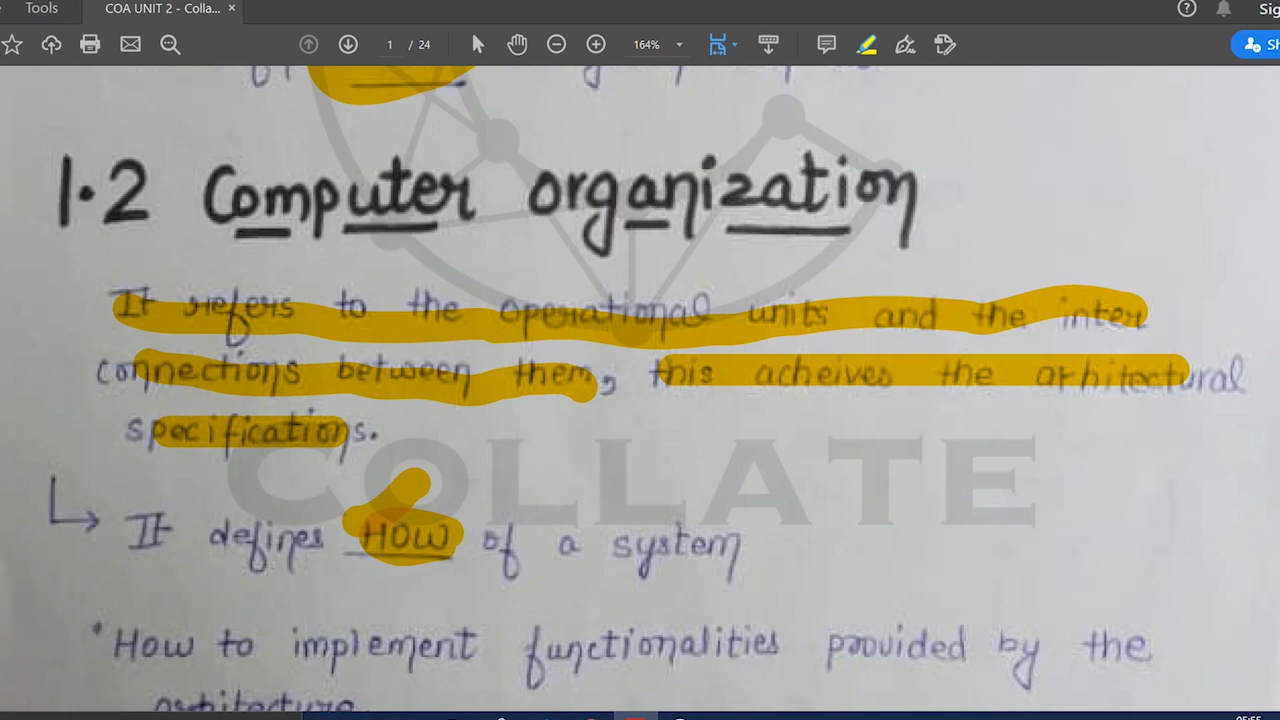 Tools
COA UNIT 2 - Colla... ×
Sig
1 / 24
164%
Sh
1.2 Computer organization
It refers to the operational units and the inter
connections between them, this acheives the arhitectural
specifications.
COLLATE
It defines HOW of a system
• How to implement functionalities provided by the